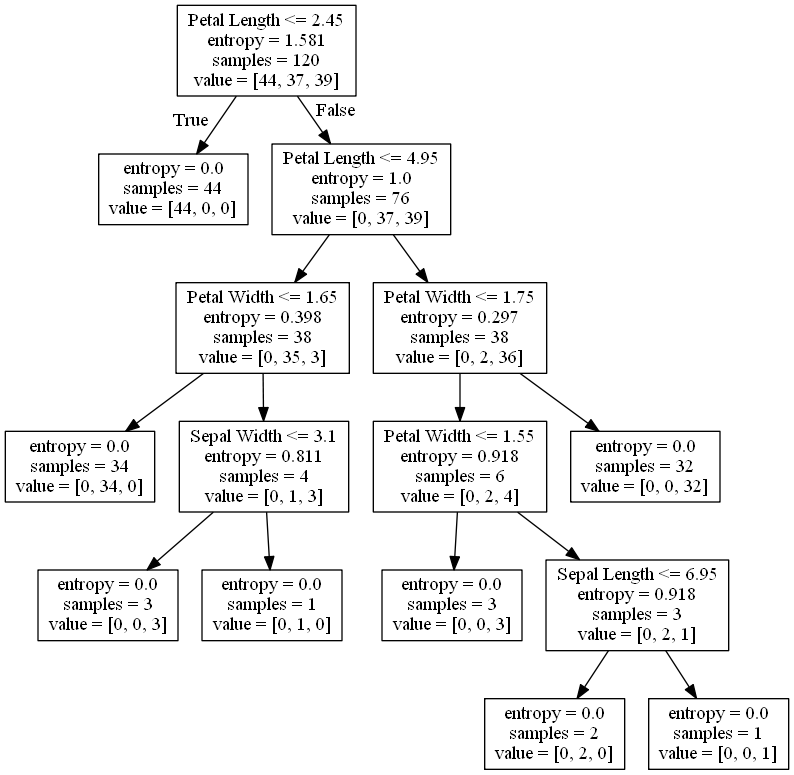 Petal Length <= 2.45
entropy = 1.581
samples = 120
value = [44, 37, 39]
True
False
entropy = 0.0
samples = 44
value = [44, 0, 0]
Petal Length <= 4.95
entropy = 1.0
samples = 76
value = [0, 37, 39]
Petal Width <= 1.65
entropy = 0.398
samples = 38
value = [0, 35, 3]
Petal Width <= 1.75
entropy = 0.297
samples = 38
value = [0, 2, 36]
entropy = 0.0
samples = 34
value = [0, 34, 0]
Sepal Width <= 3.1
entropy = 0.811
samples = 4
value = [0, 1, 3]
Petal Width <= 1.55
entropy = 0.918
samples = 6
value = [0, 2, 4]
entropy = 0.0
samples = 32
value = [0, 0, 32]
entropy = 0.0
samples = 3
value = [0, 0, 3]
entropy = 0.0
samples = 1
value = [0, 1, 0]
entropy = 0.0
samples = 3
value = [0, 0, 3]
Sepal Length <= 6.95
entropy = 0.918
samples = 3
value = [0, 2, 1]
entropy = 0.0
samples = 2
value = [0, 2, 0]
entropy = 0.0
samples = 1
value = [0, 0, 1]